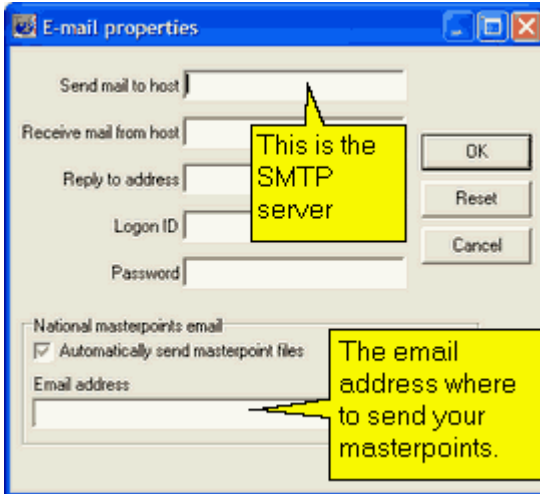 E-mail properties
Send mail to host
Receive mail from host
This is the
SMTP
server
Reply to address
Logon ID
Password
OK
Reset
Cancel
National masterpoints email
Automatically send masterpoint files
Email address
The email
address where
to send your
masterpoints.